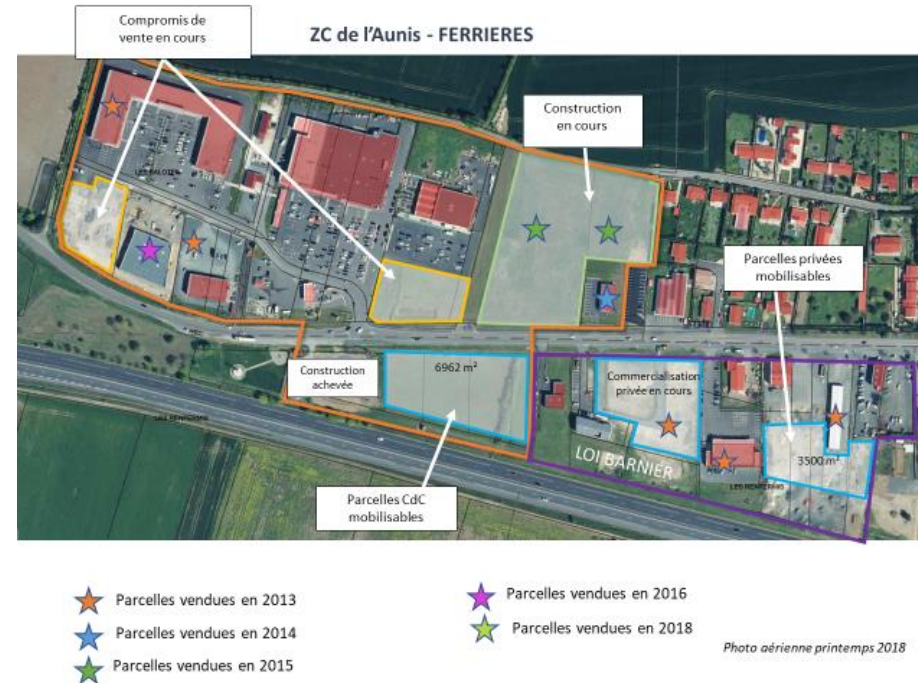 Compromis de
vente en cours
ZC de l'Aunis - FERRIERES
Construction
en cours
Parcelles privées
mobilisables
Construction
achevée
6962 m²
Commercialisation
privée en cours
LOI BARNIER
3500 m²
Parcelles CdC
mobilisables
Parcelles vendues en 2013
Parcelles vendues en 2014
Parcelles vendues en 2015
Parcelles vendues en 2016
Parcelles vendues en 2018
Photo aérienne printemps 2018